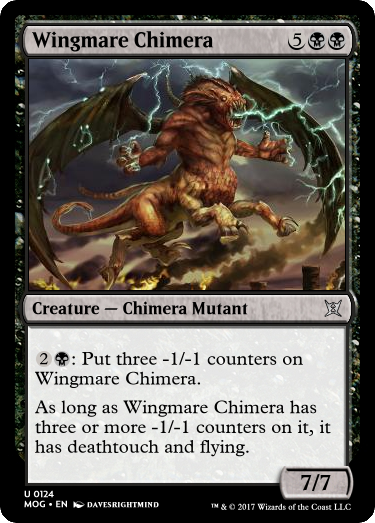 Wingmare Chimera 5
Creature — Chimera Mutant
2 : Put three -1/-1 counters on
Wingmare Chimera.
As long as Wingmare Chimera has
three or more -1/-1 counters on it, it
has deathtouch and flying.
7/7
U 0124
MOG • EN DAVESRIGHTMIND
™ & © 2017 Wizards of the Coast LLC